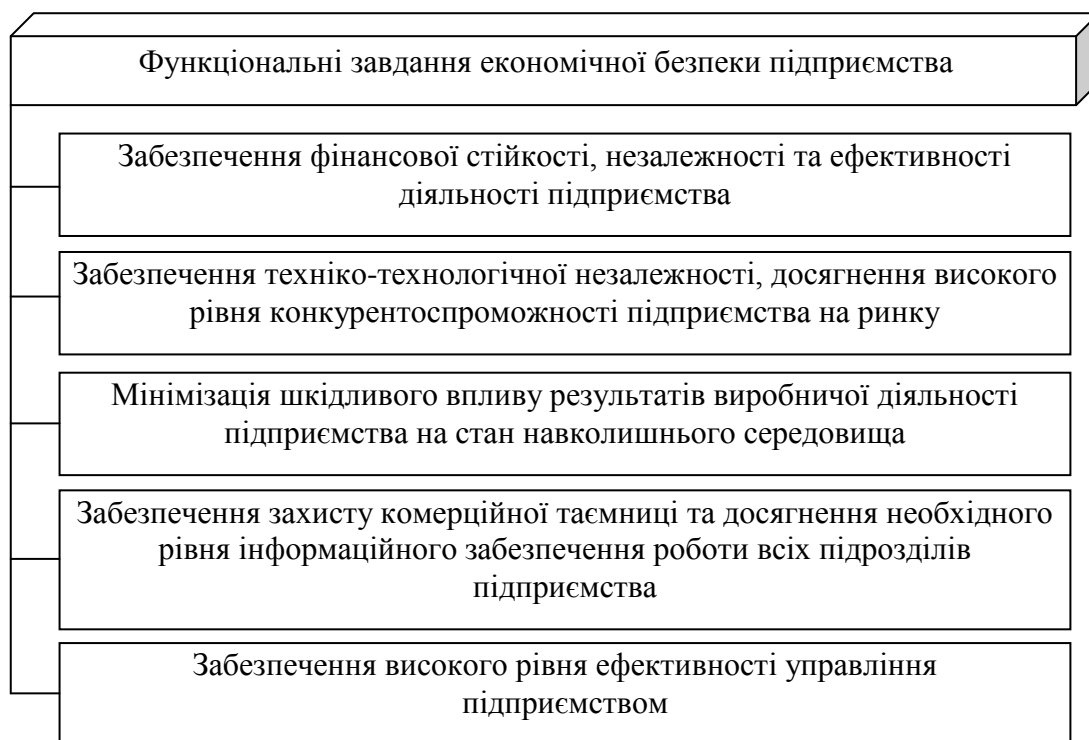 Функціональні завдання економічної безпеки підприємства
Забезпечення фінансової стійкості, незалежності та ефективності
діяльності підприємства
Забезпечення техніко-технологічної незалежності, досягнення високого
рівня конкурентоспроможності підприємства на ринку
Мінімізація шкідливого впливу результатів виробничої діяльності
підприємства на стан навколишнього середовища
Забезпечення захисту комерційної таємниці та досягнення необхідного
рівня інформаційного забезпечення роботи всіх підрозділів
підприємства
Забезпечення високого рівня ефективності управління
підприємством